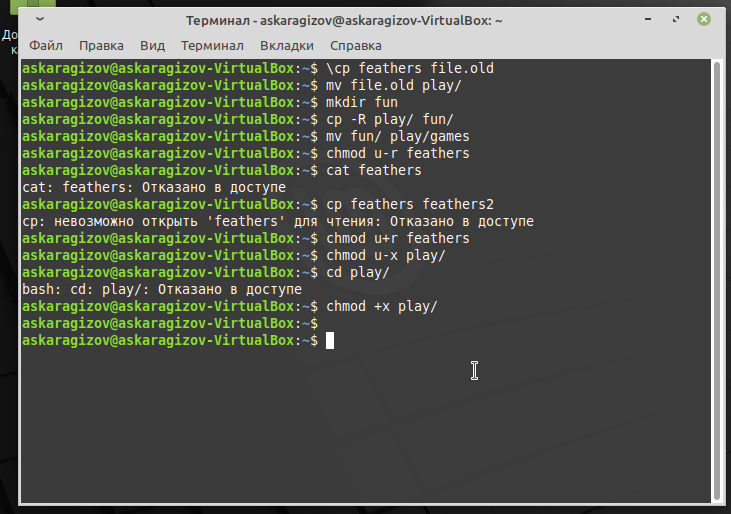 До
к
Терминал - askaragizov@askaragizov-VirtualBox: ~
Файл Правка Вид Терминал Вкладки Справка
askaragizov@askaragizov-VirtualBox:~$ \cp feathers file.old
askaragizov@askaragizov-VirtualBox:~$ mv file.old play/
askaragizov@askaragizov-VirtualBox:~$ mkdir fun
askaragizov@askaragizov-VirtualBox:~$ cp -R play/ fun/
askaragizov@askaragizov-VirtualBox:~$ mv fun/ play/games
askaragizov@askaragizov-VirtualBox:~$ chmod u-r feathers
askaragizov@askaragizov-VirtualBox:~$ cat feathers
cat: feathers: Отказано в доступе
askaragizov@askaragizov-VirtualBox:~$ cp feathers feathers2
cp: невозможно открыть 'feathers' для чтения: Отказано в доступе
askaragizov@askaragizov-VirtualBox:~$ chmod u+r feathers
askaragizov@askaragizov-VirtualBox:~$ chmod u-x play/
askaragizov@askaragizov-VirtualBox:~$ cd play/
bash: cd: play/: Отказано в доступе
askaragizov@askaragizov-VirtualBox:~$ chmod +x play/
askaragizov@askaragizov-VirtualBox:~$
askaragizov@askaragizov-VirtualBox:~$